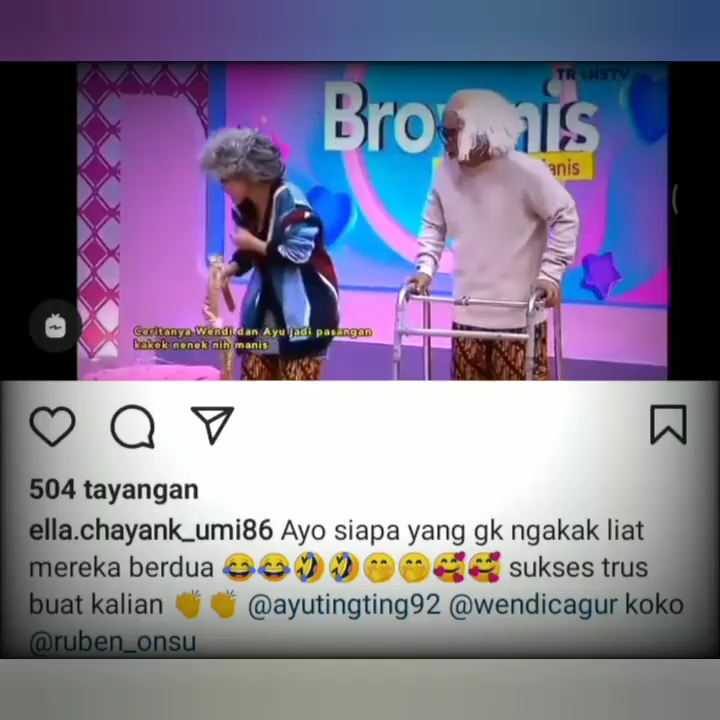 TRANSTV
Brownis
anis
Ceritanya Wendi dan Ayu jadi pasangan
kakek nenek nih manis
504 tayangan
ella.chayank_umi86 Ayo siapa yang gk ngakak liat
mereka berdua 😂😂🤣🤣🤭🤭🥰🥰 sukses trus
buat kalian 👏👏 @ayutingting92 @wendicagur koko
@ruben_onsu